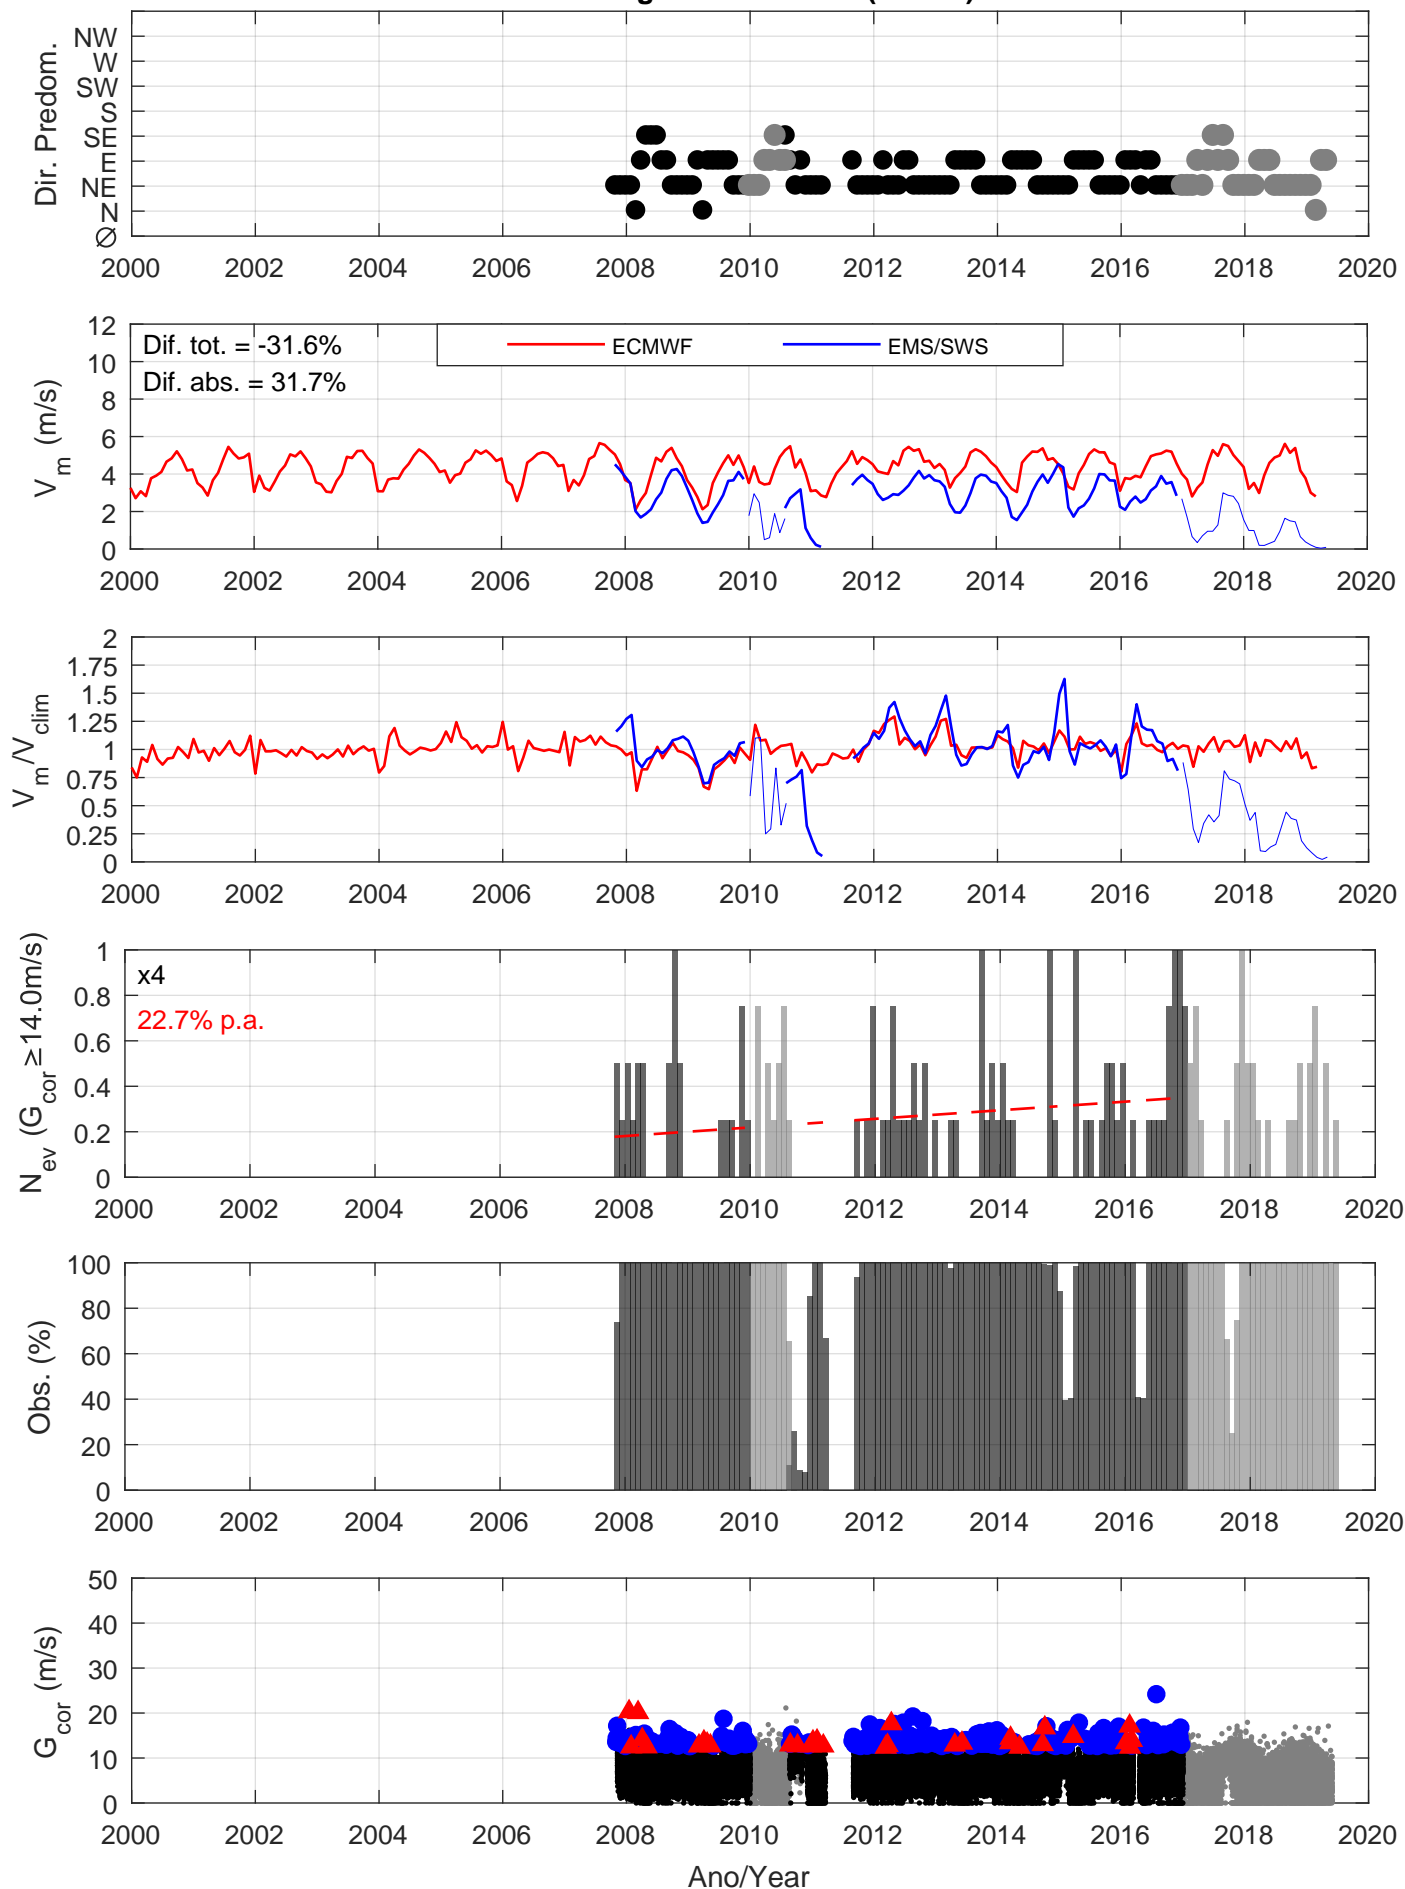 Dir. Predom.
NW
W
SW
S
SE
E
NE
N
Ø
2000 2002 2004 2006 2008 2010 2012 2014 2016 2018 2020
V_m (m/s)
12
10
8
6
4
2
0
Dif. tot. = -31.6%
Dif. abs. = 31.7%
ECMWF
EMS/SWS
2000 2002 2004 2006 2008 2010 2012 2014 2016 2018 2020
V_m/V_clim
2
1.75
1.5
1.25
1
0.75
0.5
0.25
0
2000 2002 2004 2006 2008 2010 2012 2014 2016 2018 2020
N_ev (G_cor≥14.0m/s)
1
0.8
0.6
0.4
0.2
0
x4
22.7% p.a.
2000 2002 2004 2006 2008 2010 2012 2014 2016 2018 2020
Obs. (%)
100
80
60
40
20
0
2000 2002 2004 2006 2008 2010 2012 2014 2016 2018 2020
G_cor (m/s)
50
40
30
20
10
0
2000 2002 2004 2006 2008 2010 2012 2014 2016 2018 2020
Ano/Year